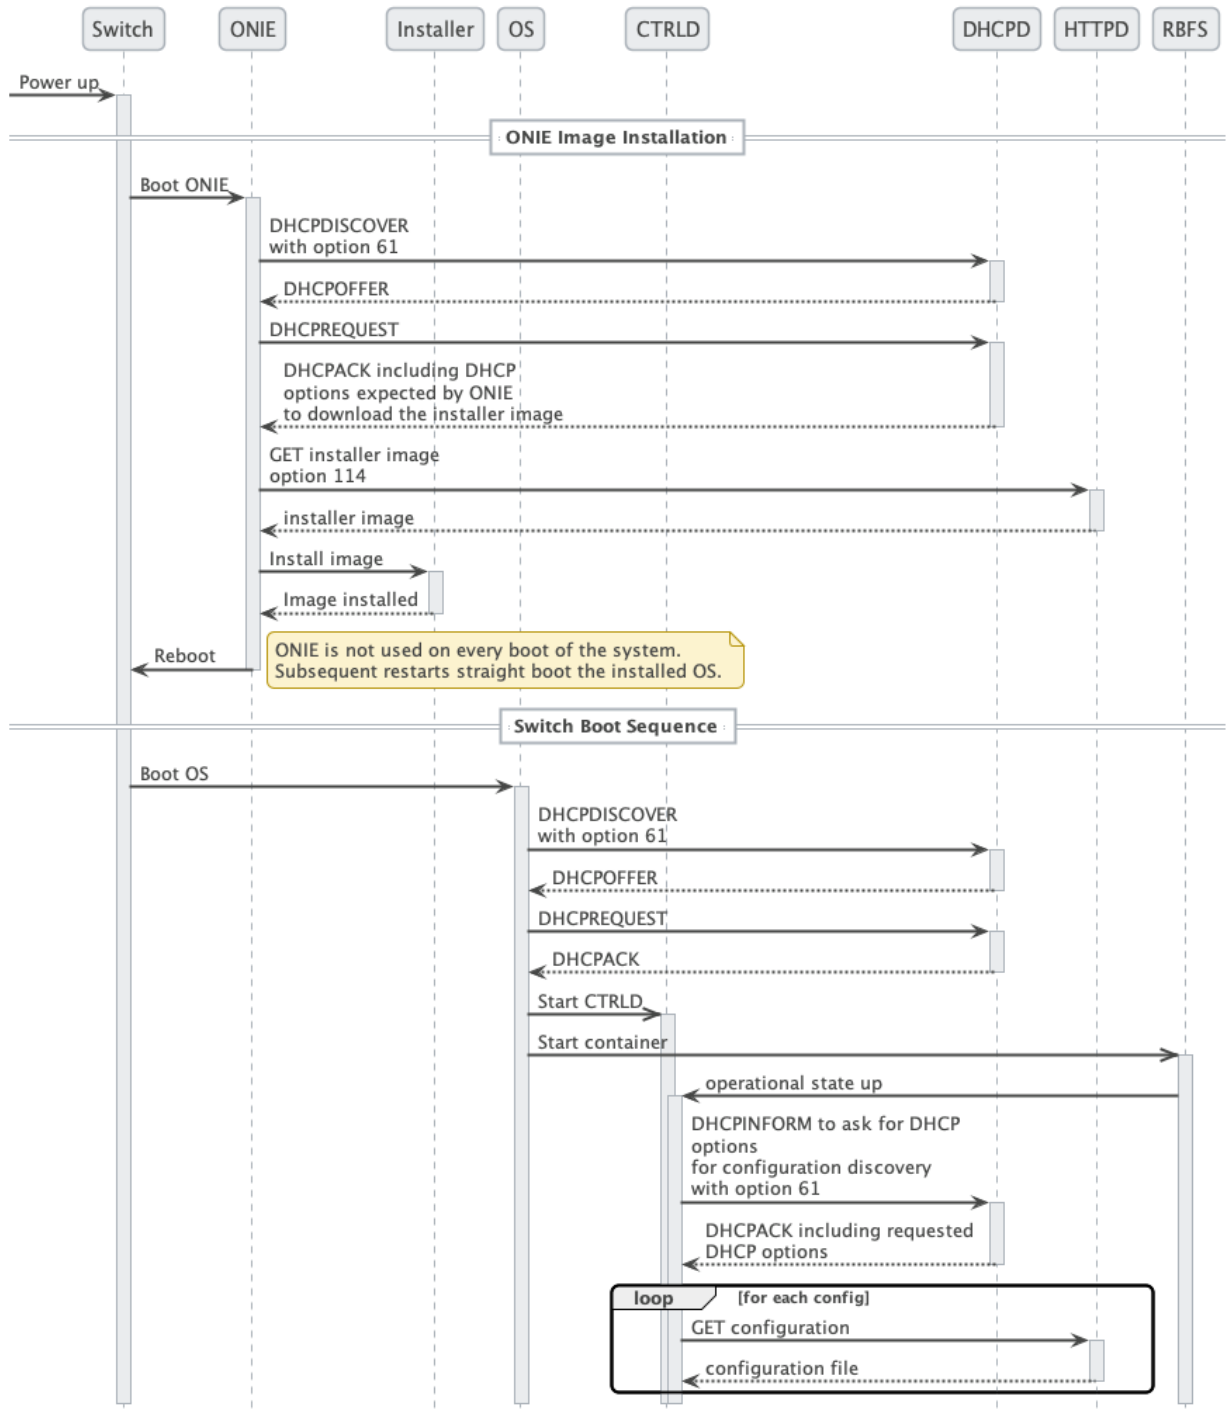 Switch ONIE Installer OS CTRLD DHCPD HTTPD RBFS
Power up
ONIE Image Installation
Boot ONIE
DHCPDISCOVER
with option 61
DHCPOFFER
DHCPREQUEST
DHCPACK including DHCP
options expected by ONIE
to download the installer image
GET installer image
option 114
installer image
Install image
Image installed
Reboot
ONIE is not used on every boot of the system.
Subsequent restarts straight boot the installed OS.
Switch Boot Sequence
Boot OS
DHCPDISCOVER
with option 61
DHCPOFFER
DHCPREQUEST
DHCPACK
Start CTRLD
Start container
operational state up
DHCPINFORM to ask for DHCP
options
for configuration discovery
with option 61
DHCPACK including requested
DHCP options
loop [for each config]
GET configuration
configuration file